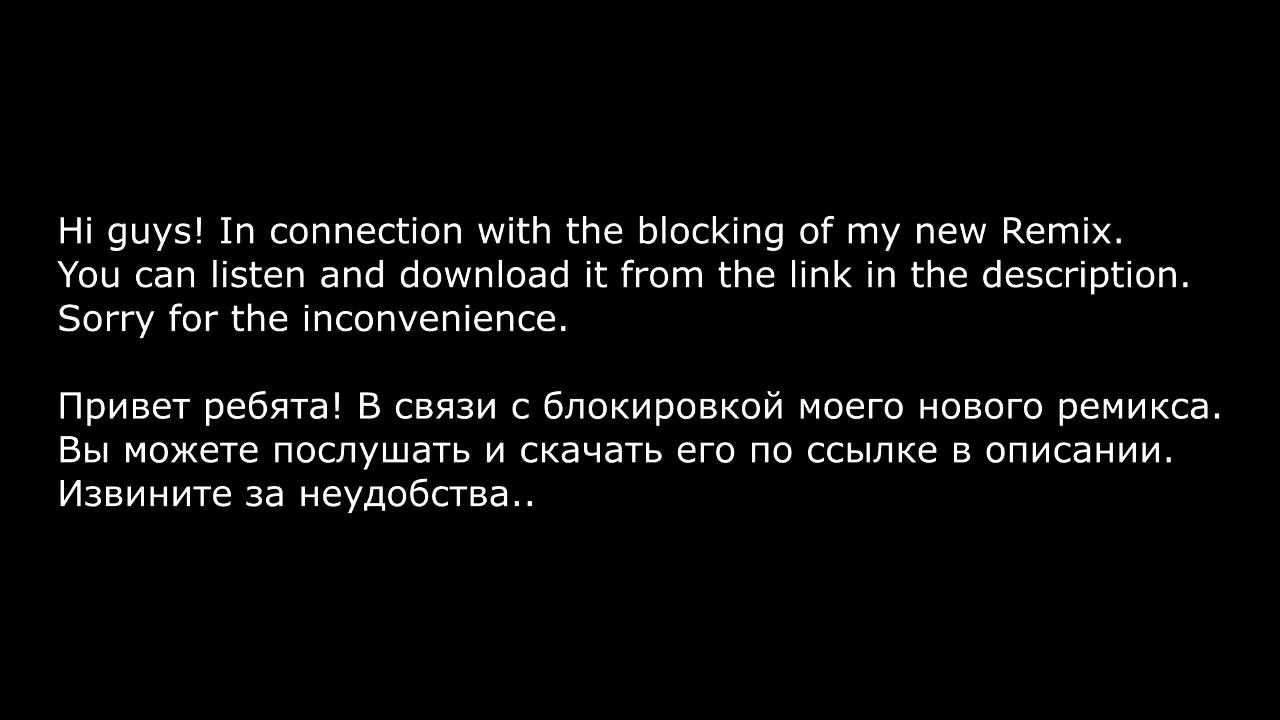 Hi guys! In connection with the blocking of my new Remix.
You can listen and download it from the link in the description.
Sorry for the inconvenience.
Привет ребята! В связи с блокировкой моего нового ремикса.
Вы можете послушать и скачать его по ссылке в описании.
Извините за неудобства..